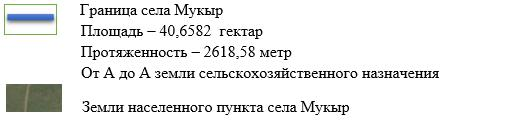 Граница села Мукыр
Площадь – 40,6582 гектар
Протяженность – 2618,58 метр
От А до А земли сельскохозяйственного назначения
Земли населенного пункта села Мукыр